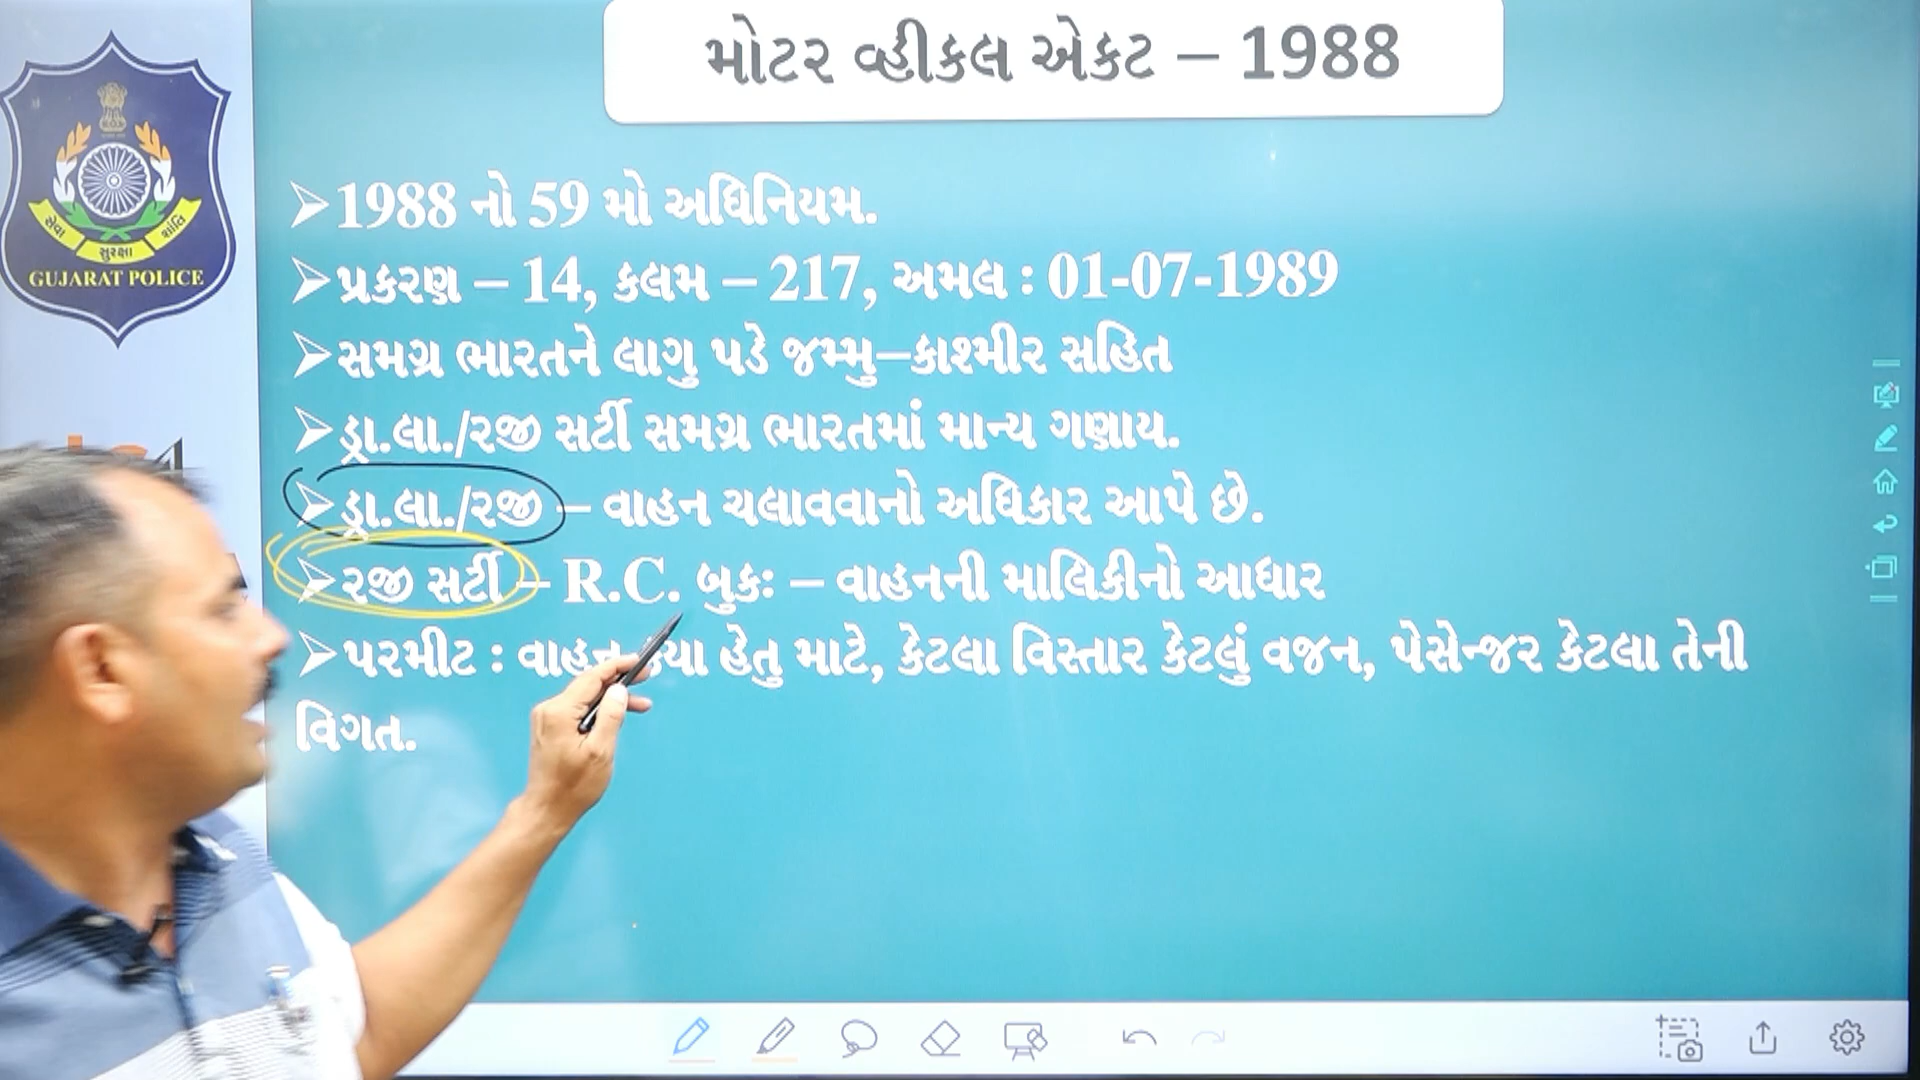 મોટર વ્હીકલ એકટ – 1988
સેવા સુરક્ષા શાંતિ
GUJARAT POLICE
➢1988 નો 59 મો અધિનિયમ.
➢પ્રકરણ – 14, કલમ – 217, અમલ : 01-07-1989
➢સમગ્ર ભારતને લાગુ પડે જમ્મુ–કાશ્મીર સહિત
➢ડ્રા.લા./રજી સર્ટી સમગ્ર ભારતમાં માન્ય ગણાય.
➢ડ્રા.લા./રજી – વાહન ચલાવવાનો અધિકાર આપે છે.
➢રજી સર્ટી – R.C. બુકઃ – વાહનની માલિકીનો આધાર
➢પરમીટ : વાહન ક્યા હેતુ માટે, કેટલા વિસ્તાર કેટલું વજન, પેસેન્જર કેટલા તેની
વિગત.